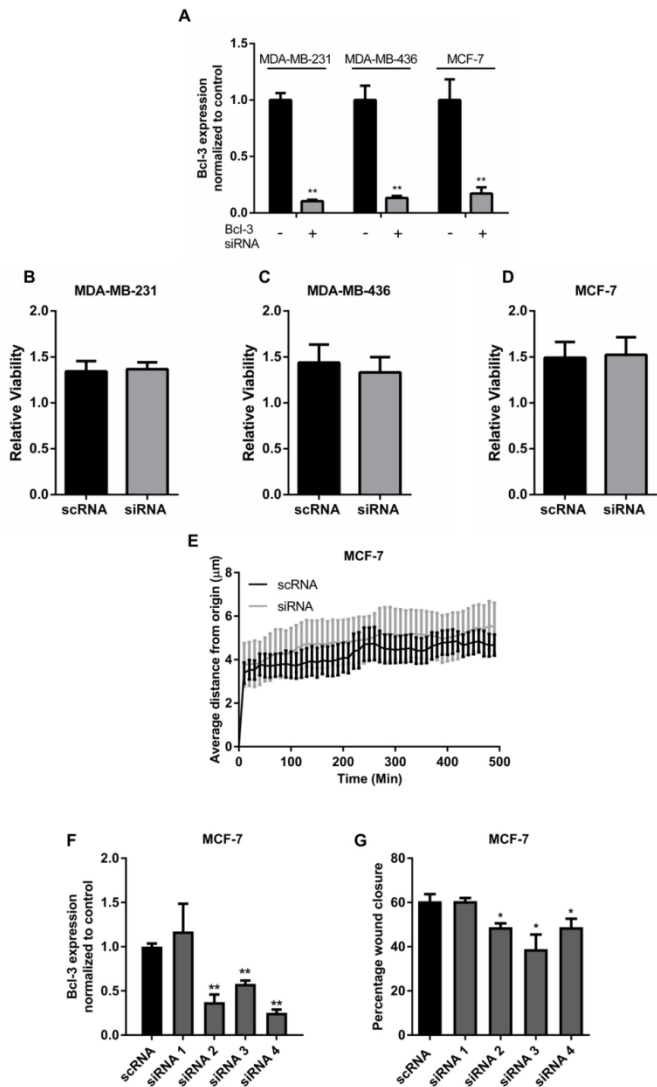 A
MDA-MB-231 MDA-MB-436 MCF-7
Bcl-3 expression
normalized to control
1.5
1.0
0.5
0.0
** ** **
Bcl-3
siRNA
- + - + - +
B
MDA-MB-231
Relative Viability
2.0
1.5
1.0
0.5
0.0
scRNA siRNA
C
MDA-MB-436
Relative Viability
2.0
1.5
1.0
0.5
0.0
scRNA siRNA
D
MCF-7
Relative Viability
2.0
1.5
1.0
0.5
0.0
scRNA siRNA
E
MCF-7
Average distance from origin (μm)
8
6
4
2
0
scRNA
siRNA
0 100 200 300 400 500
Time (Min)
F
MCF-7
Bcl-3 expression
normalized to control
2.0
1.5
1.0
0.5
0.0
** ** **
scRNA siRNA 1 siRNA 2 siRNA 3 siRNA 4
G
MCF-7
Percentage wound closure
80
60
40
20
0
* * *
scRNA siRNA 1 siRNA 2 siRNA 3 siRNA 4